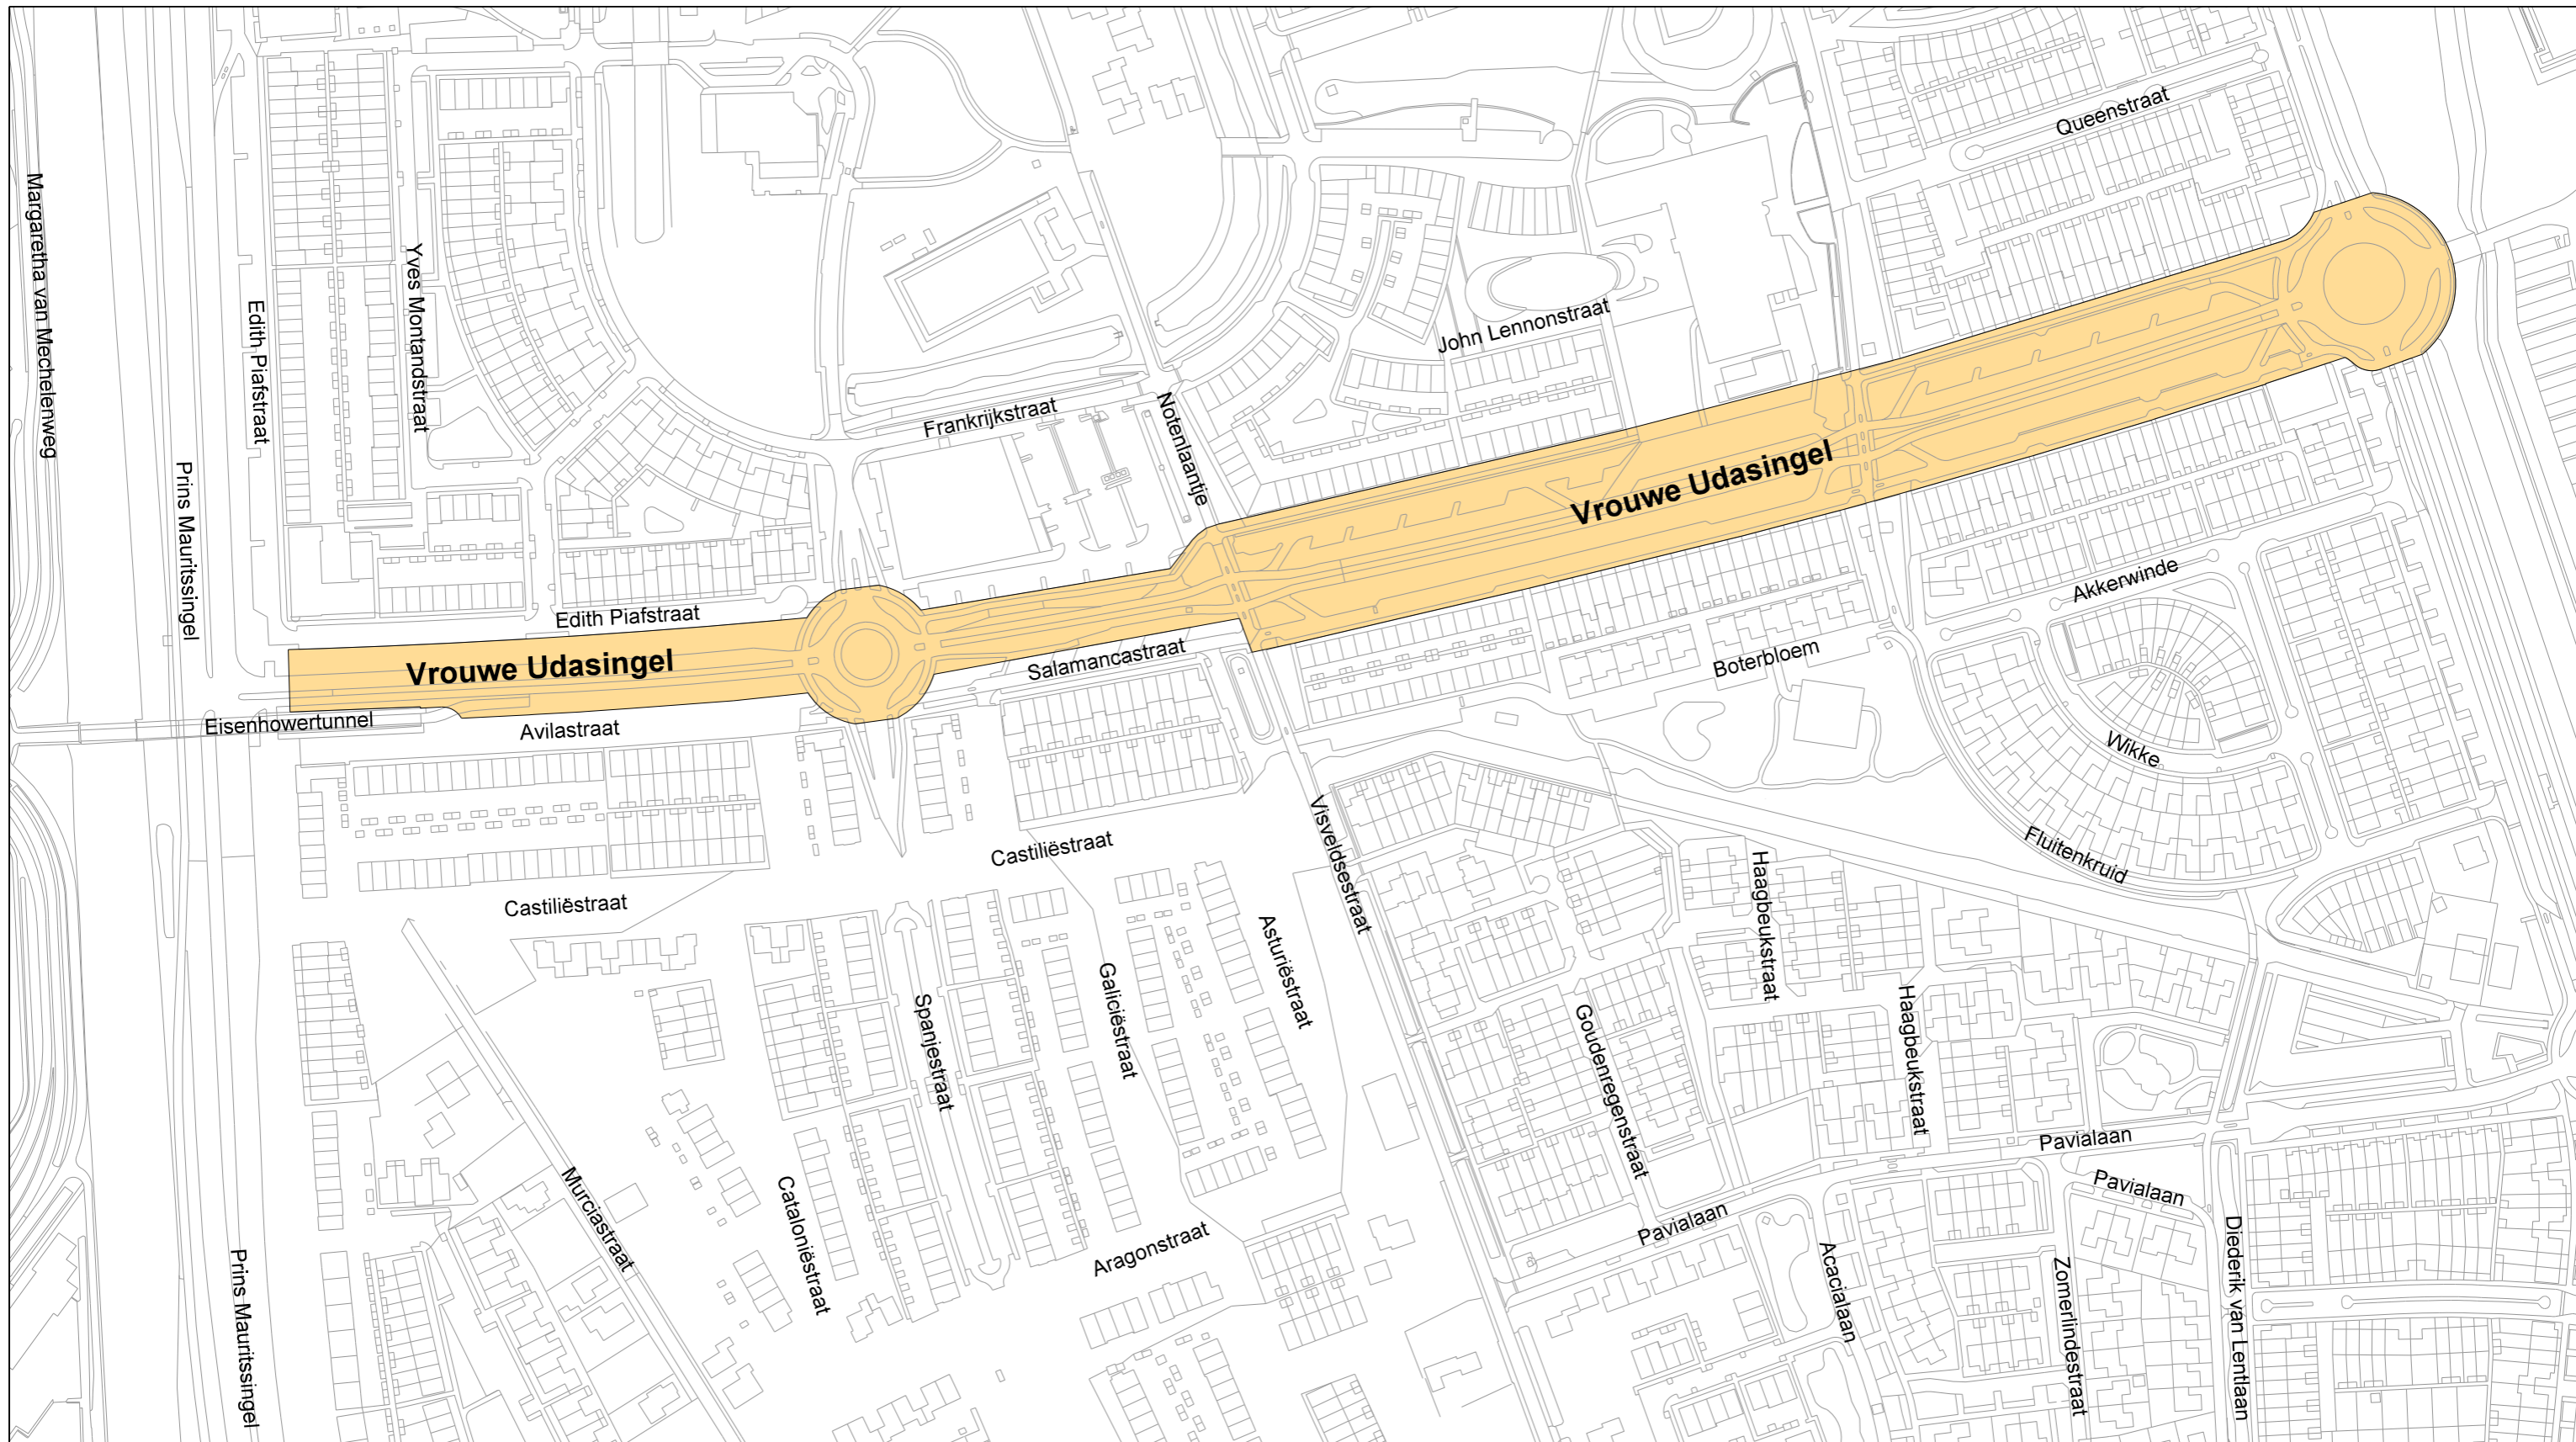 Queenstraat
Margaretha van Mechelenweg
Yves Montandstraat
Edith Piafstraat
John Lennonstraat
Frankrijkstraat
Notenlaantje
Prins Mauritssingel
Vrouwe Udasingel
Akkerwinde
Edith Piafstraat
Vrouwe Udasingel
Salamancastraat
Boterbloem
Eisenhowertunnel
Avilastraat
Wikke
Visveldsestraat
Castiliëstraat
Fluitenkruid
Castiliëstraat
Haagbeukstraat
Asturiëstraat
Galiciëstraat
Spanjestraat
Haagbeukstraat
Goudenregenstraat
Pavialaan
Pavialaan
Murciastraat
Cataloniëstraat
Aragonstraat
Pavialaan
Acacialaan
Zomerlindestraat
Diederik van Lentlaan
Prins Mauritssingel